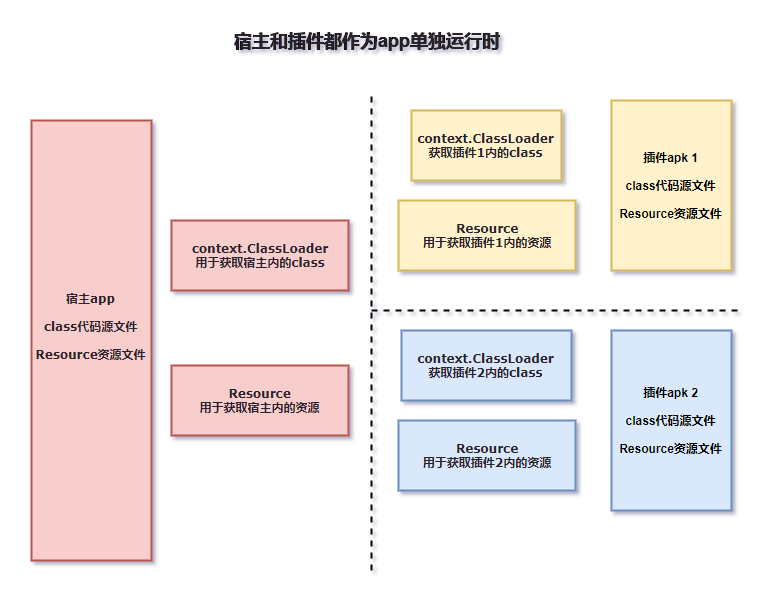 宿主和插件都作为app单独运行时
宿主app
class代码源文件
Resource资源文件
context.ClassLoader
用于获取宿主内的class
Resource
用于获取宿主内的资源
context.ClassLoader
获取插件1内的class
Resource
用于获取插件1内的资源
插件apk 1
class代码源文件
Resource资源文件
context.ClassLoader
获取插件2内的class
Resource
用于获取插件2内的资源
插件apk 2
class代码源文件
Resource资源文件